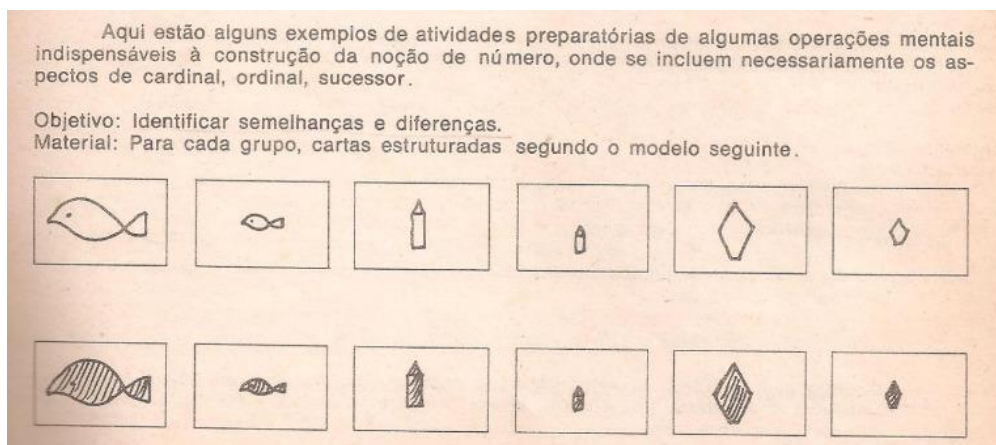 Aqui estão alguns exemplos de atividades preparatórias de algumas operações mentais
indispensáveis à construção da noção de número, onde se incluem necessariamente os as-
pectos de cardinal, ordinal, sucessor.
Objetivo: Identificar semelhanças e diferenças.
Material: Para cada grupo, cartas estruturadas segundo o modelo seguinte.